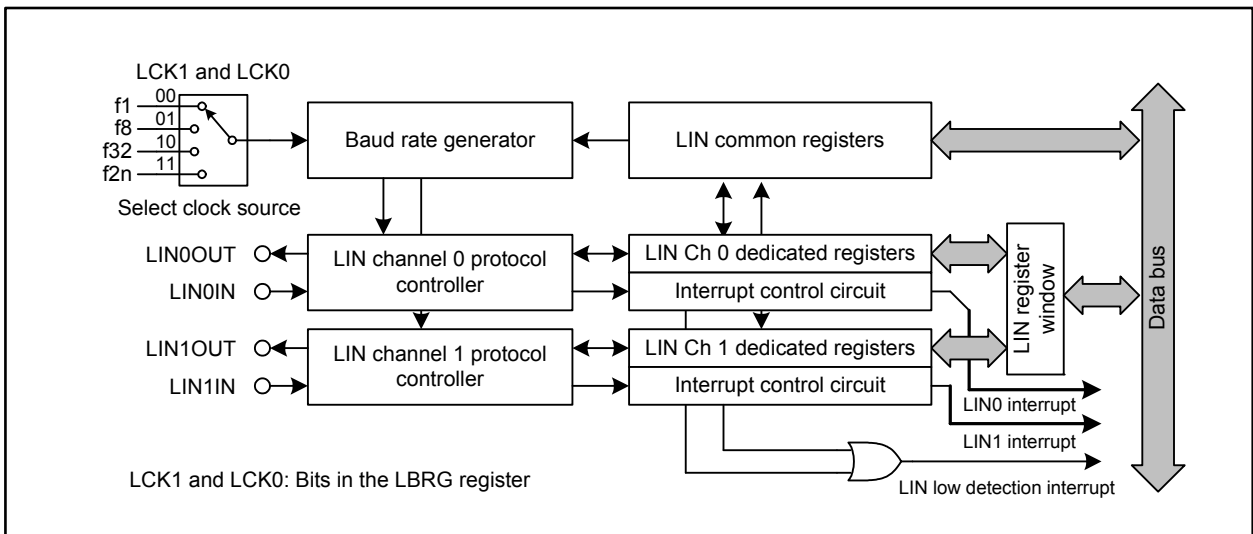 LCK1 and LCK0
f1
00
f8
01
f32
10
f2n
11
Select clock source
Baud rate generator
LIN common registers
LIN0OUT
LIN0IN
LIN channel 0 protocol
controller
LIN Ch 0 dedicated registers
Interrupt control circuit
LIN1OUT
LIN1IN
LIN channel 1 protocol
controller
LIN Ch 1 dedicated registers
Interrupt control circuit
LIN register
window
Data bus
LIN0 interrupt
LIN1 interrupt
LIN low detection interrupt
LCK1 and LCK0: Bits in the LBRG register